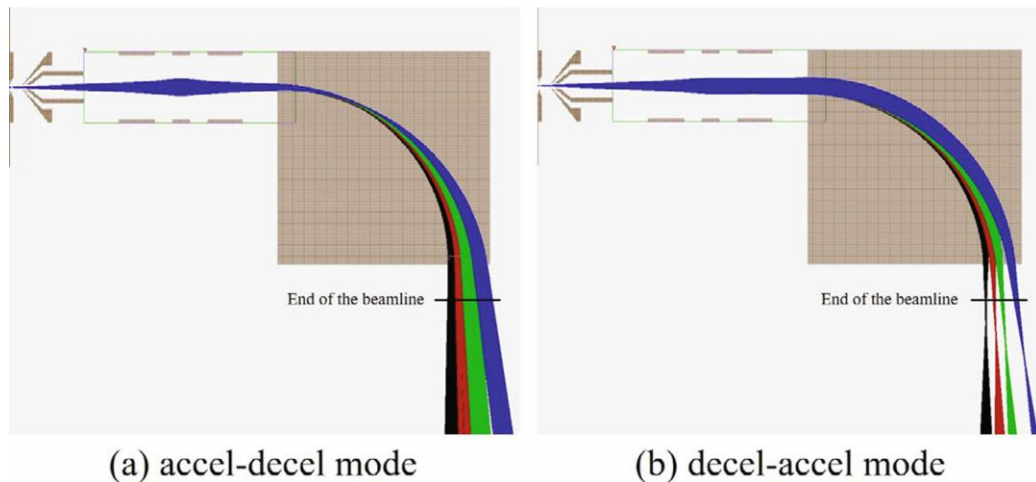 End of the beamline
End of the beamline
(a) accel-decel mode
(b) decel-accel mode